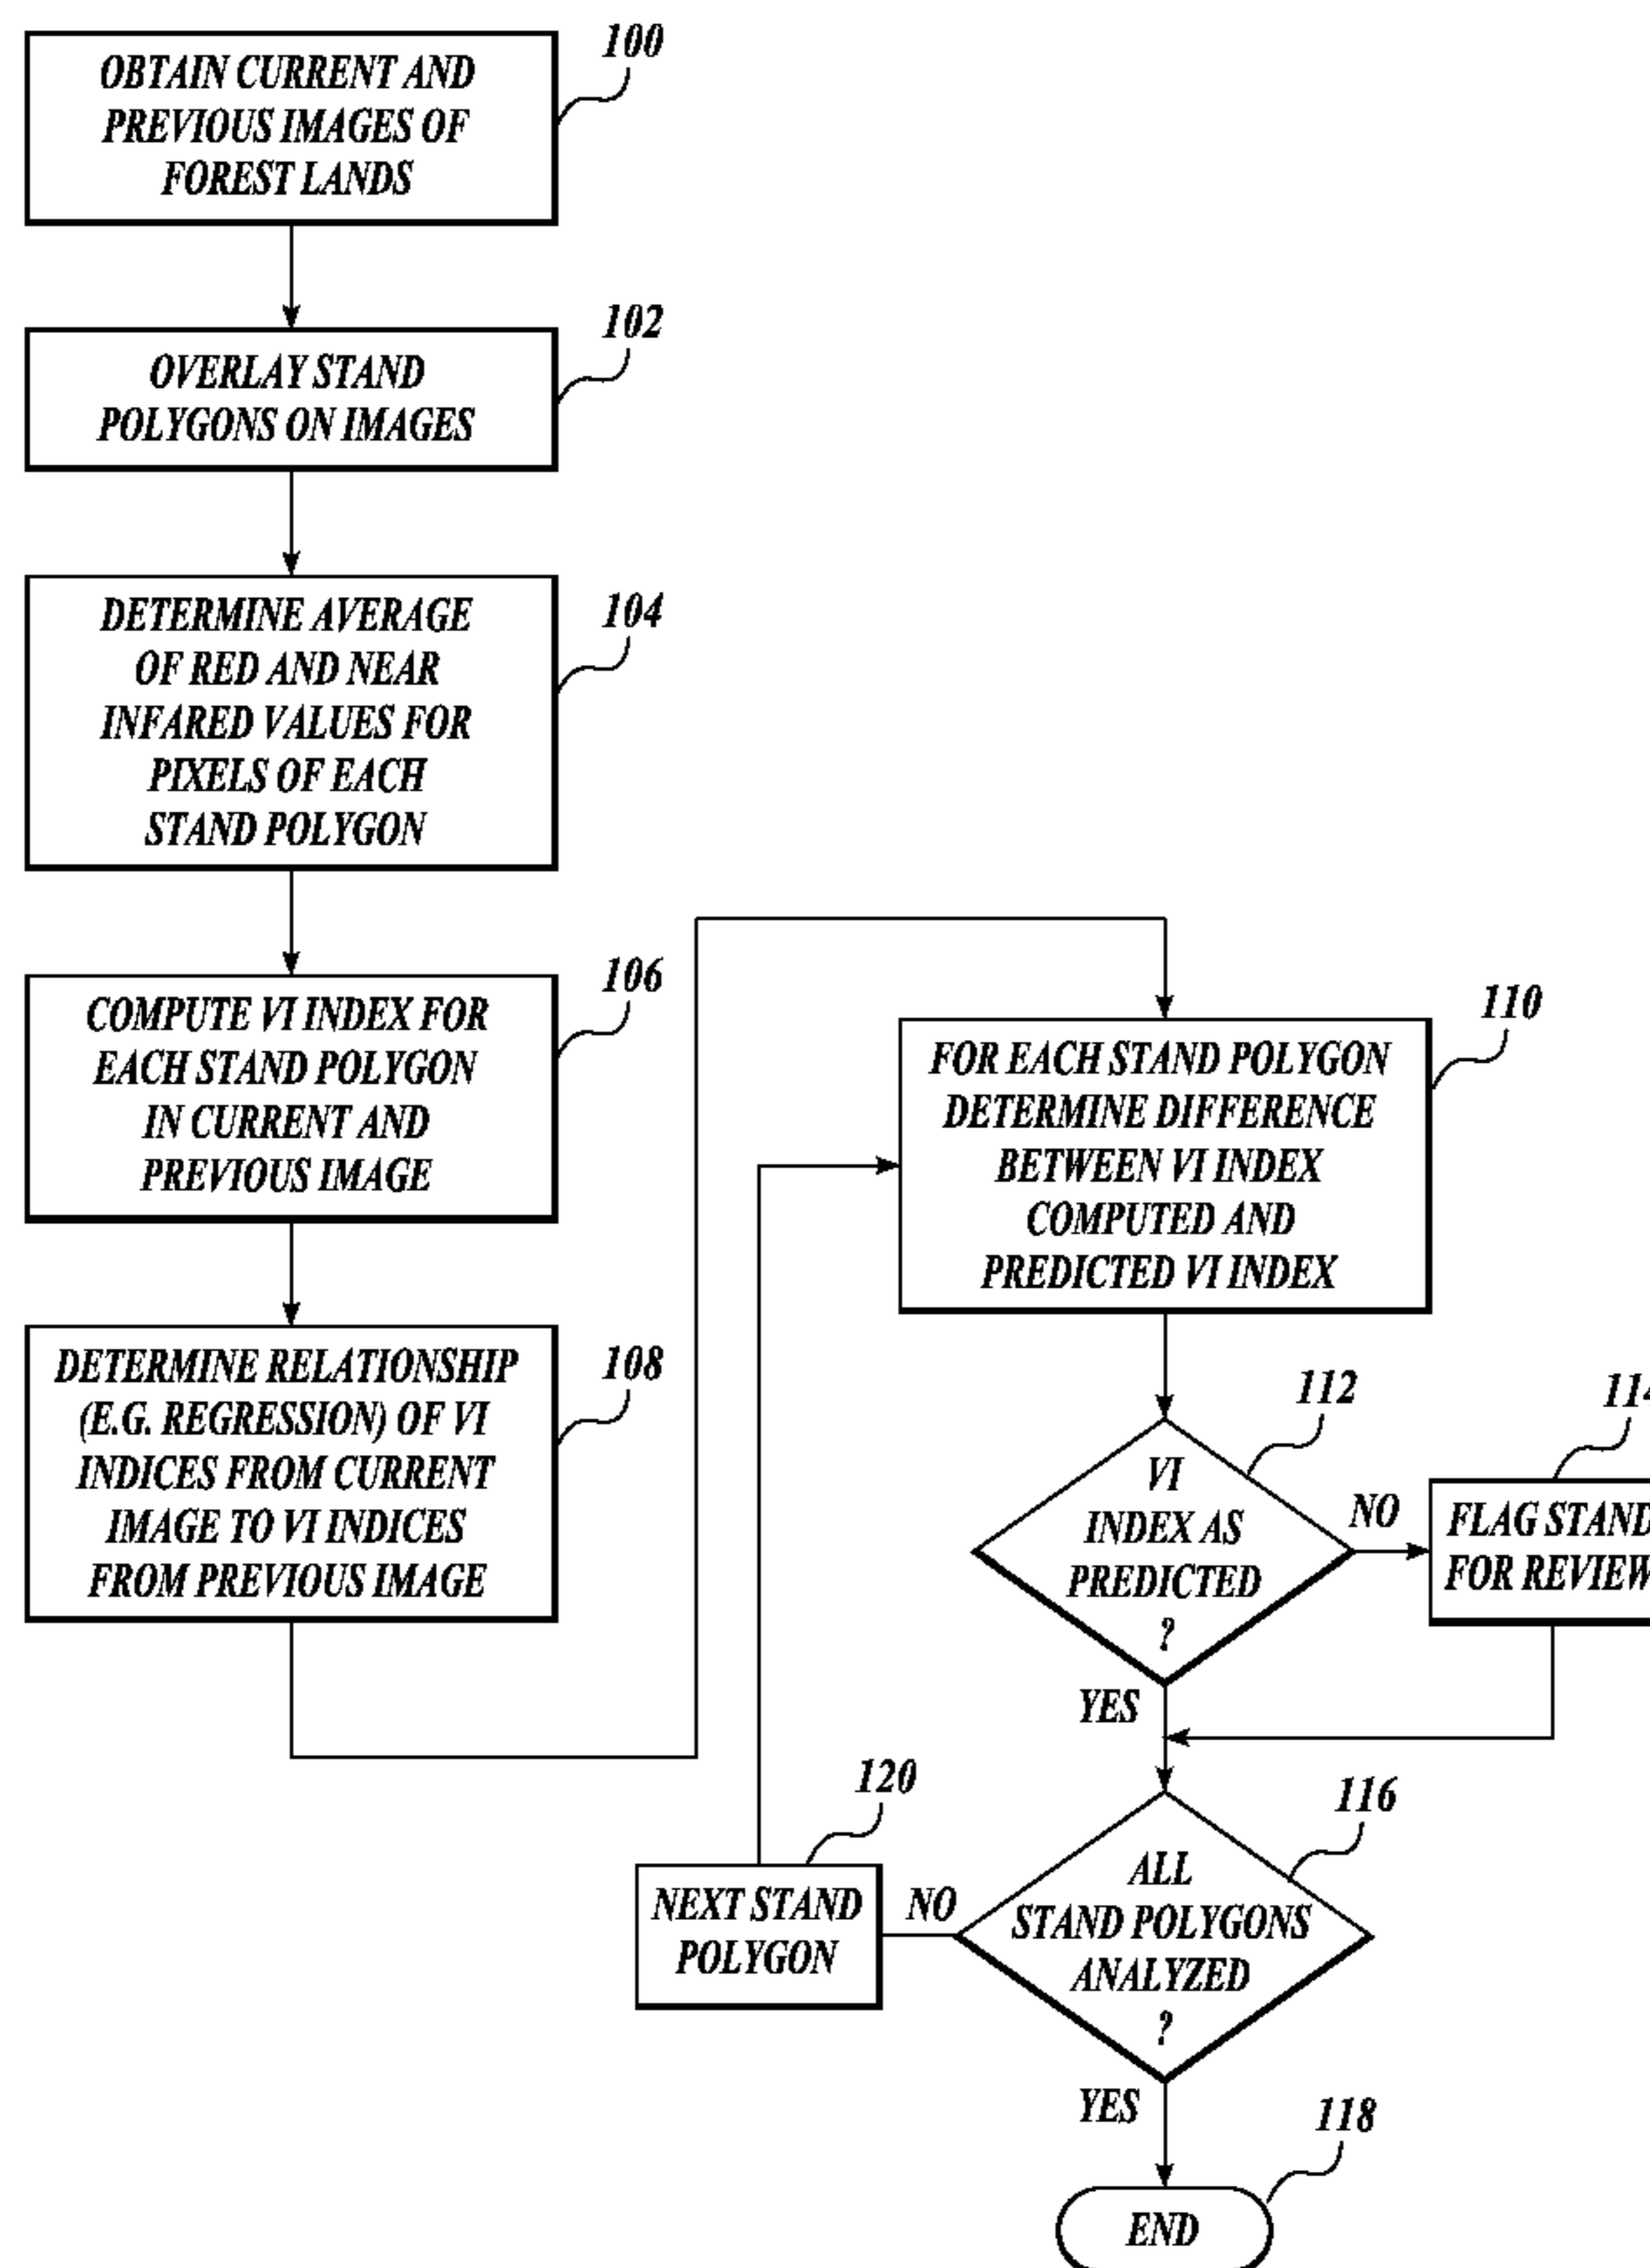 100
OBTAIN CURRENT AND
PREVIOUS IMAGES OF
FOREST LANDS
102
OVERLAY STAND
POLYGONS ON IMAGES
104
DETERMINE AVERAGE
OF RED AND NEAR
INFARED VALUES FOR
PIXELS OF EACH
STAND POLYGON
106
COMPUTE VI INDEX FOR
EACH STAND POLYGON
IN CURRENT AND
PREVIOUS IMAGE
108
DETERMINE RELATIONSHIP
(E.G. REGRESSION) OF VI
INDICES FROM CURRENT
IMAGE TO VI INDICES
FROM PREVIOUS IMAGE
110
FOR EACH STAND POLYGON
DETERMINE DIFFERENCE
BETWEEN VI INDEX
COMPUTED AND
PREDICTED VI INDEX
112
VI
INDEX AS
PREDICTED
?
NO
YES
114
FLAG STAND
FOR REVIEW
116
ALL
STAND POLYGONS
ANALYZED
?
NO
YES
120
NEXT STAND
POLYGON
118
END